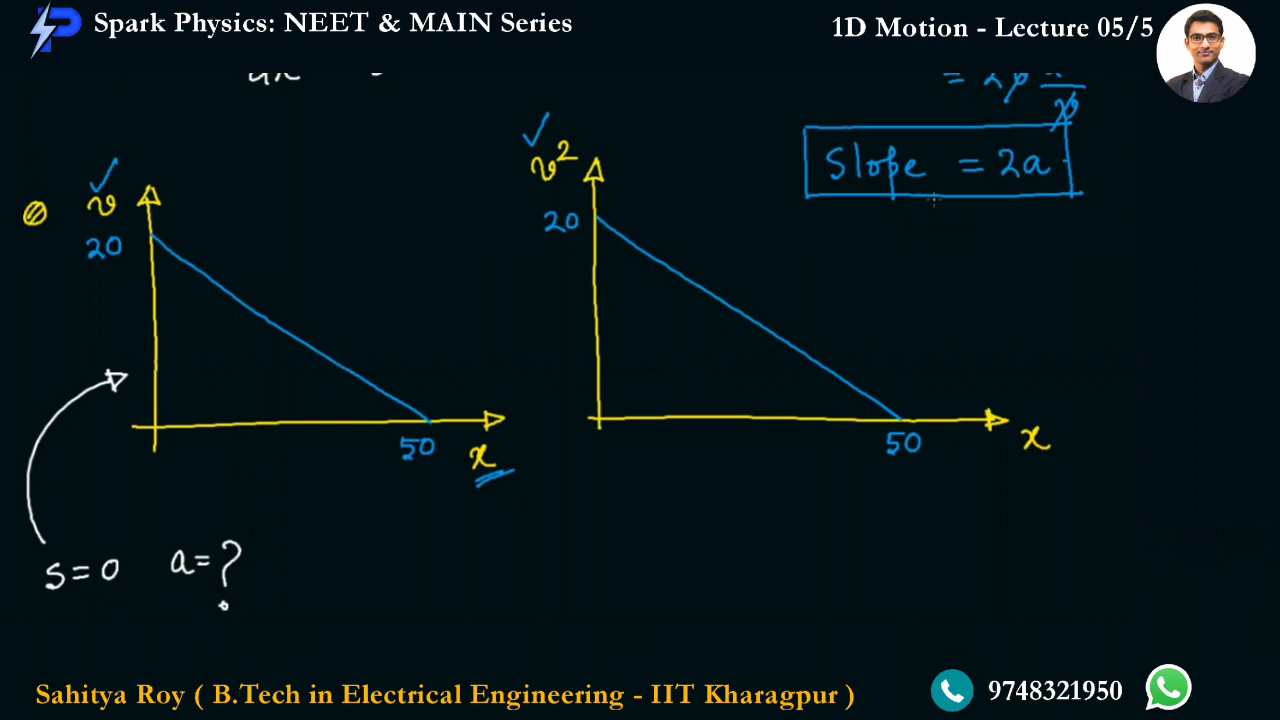 Spark Physics: NEET & MAIN Series
1D Motion - Lecture 05/5
Slope = 2a
v
20
50
x
v²
20
50
x
s=0 a=?
Sahitya Roy ( B.Tech in Electrical Engineering - IIT Kharagpur )
9748321950